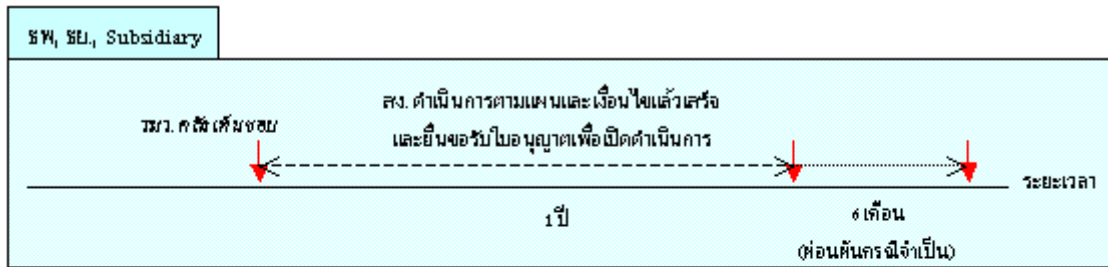 ธพ, ธย., Subsidiary
สง. ดำเนินการตามแผนและเงื่อนไขแล้วเสร็จ
และยื่นขอรับใบอนุญาตเพื่อเปิดดำเนินการ
รมว. คลังเห็นชอบ
ระยะเวลา
1 ปี
6 เดือน
(ผ่อนผันกรณีจำเป็น)